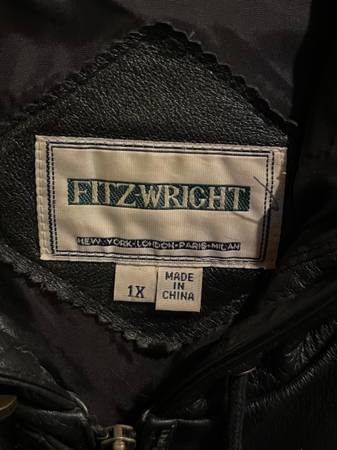 FITZWRIGHT
NEW·YORK·LONDON·PARIS·MILAN
1X
MADE
IN
CHINA